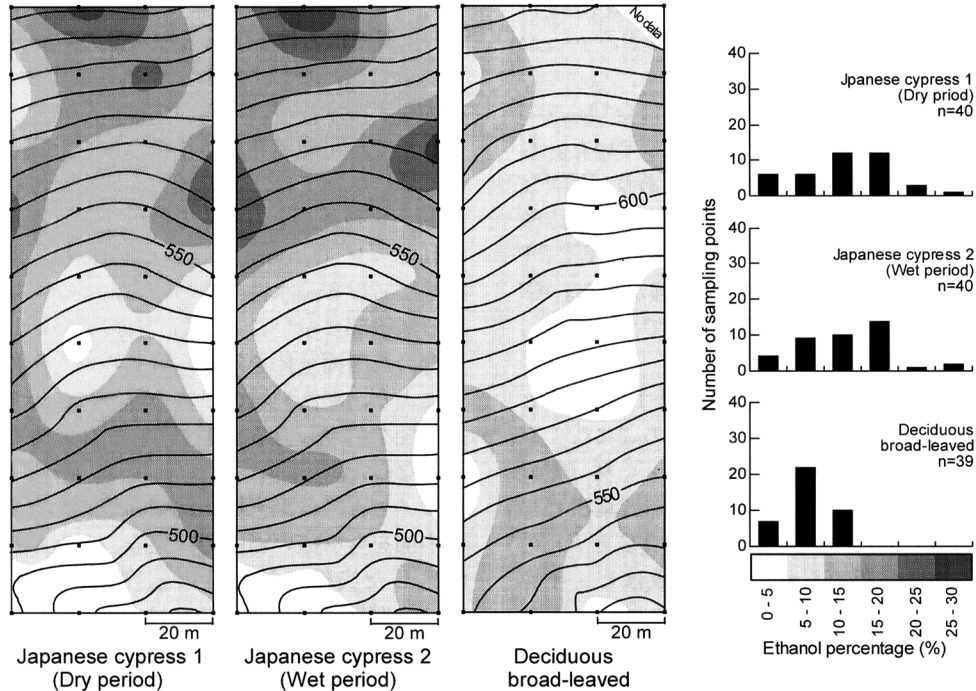 No data
600
550
550
550
500
500
20 m
20 m
20 m
Japanese cypress 1
(Dry period)
Japanese cypress 2
(Wet period)
Deciduous
broad-leaved
Number of sampling points
40
30
20
10
0
Jpanese cypress 1
(Dry priod)
n=40
40
30
20
10
0
Japanese cypress 2
(Wet period)
n=40
40
30
20
10
0
Deciduous
broad-leaved
n=39
0 - 5
5 - 10
10 - 15
15 - 20
20 - 25
25 - 30
Ethanol percentage (%)